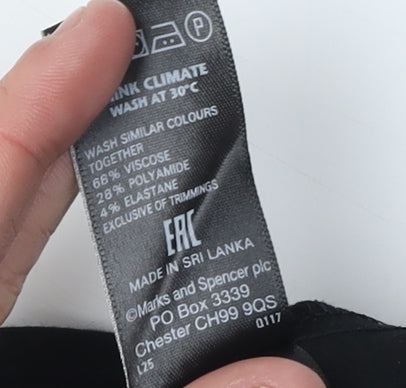 P
INK CLIMATE
WASH AT 30°C
WASH SIMILAR COLOURS
TOGETHER
68% VISCOSE
28% POLYAMIDE
4% ELASTANE
EXCLUSIVE OF TRIMMINGS
EAC
MADE IN SRI LANKA
©Marks and Spencer plc
PO Box 3339
Chester CH99 9QS
L25 0117